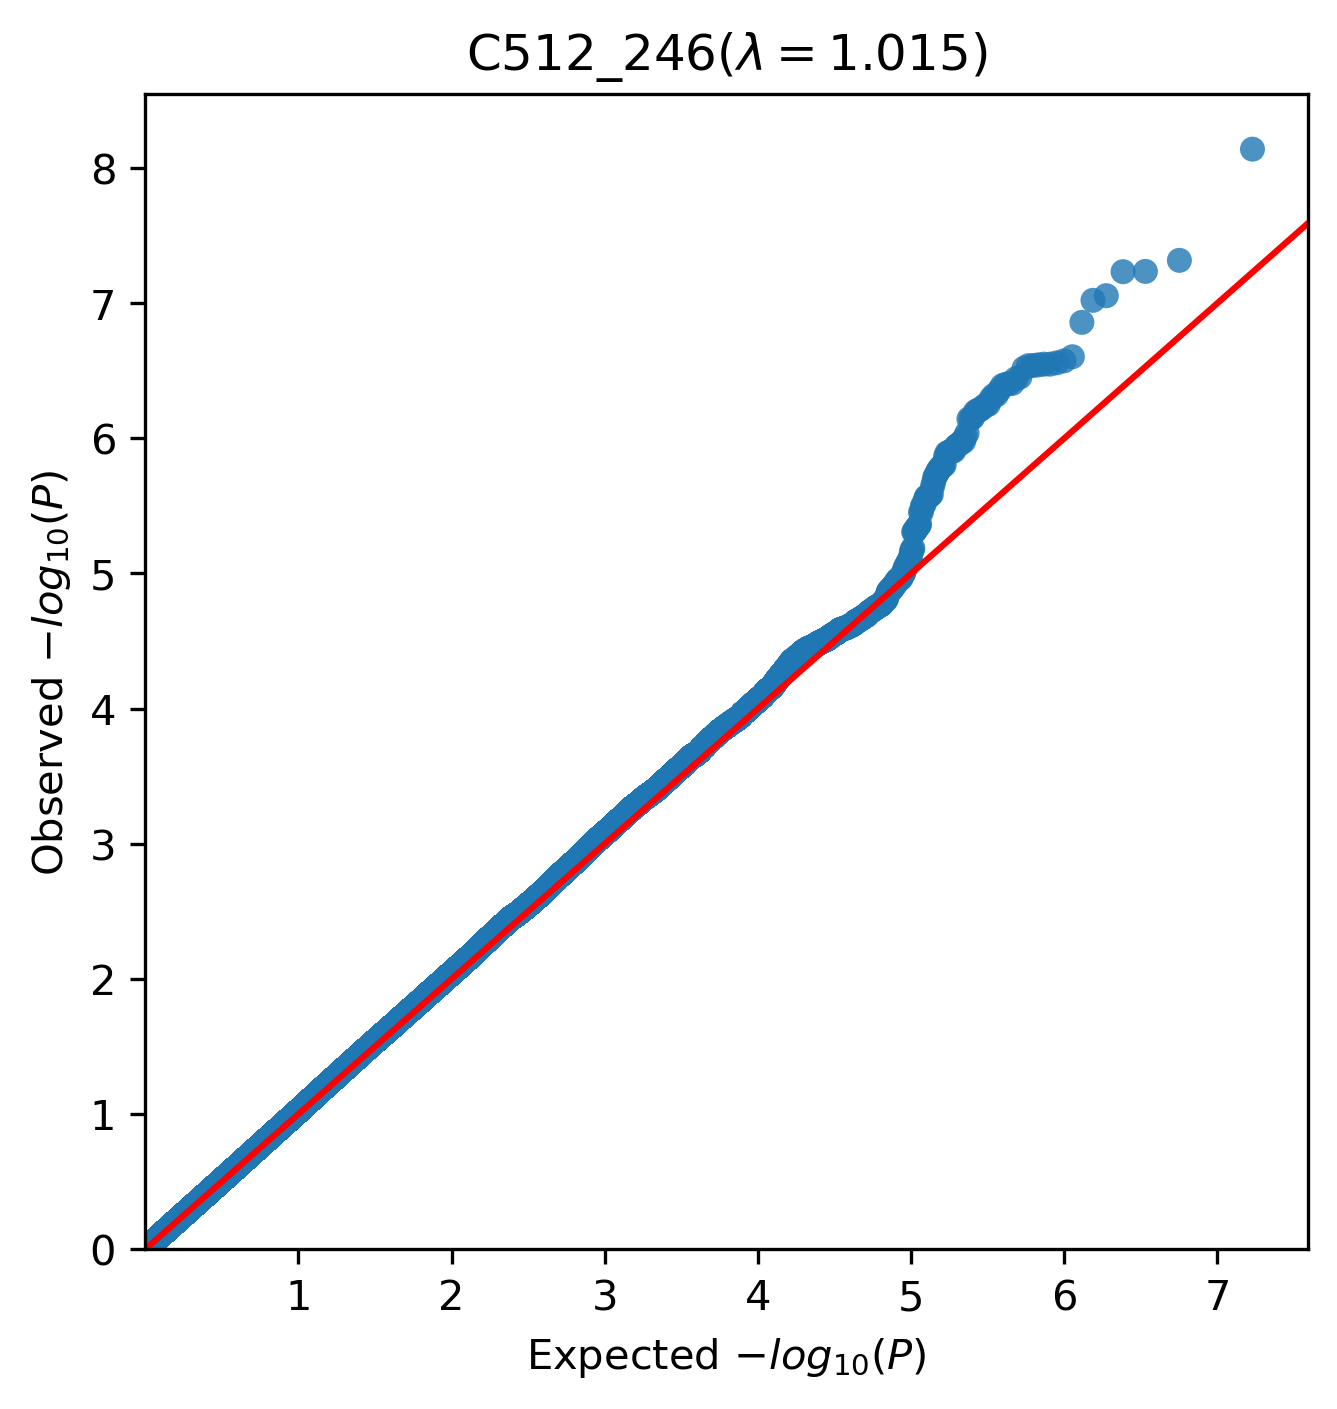 C512_246(λ = 1.015)
8
7
6
5
4
3
2
1
0
Observed −log₁₀(P)
1 2 3 4 5 6 7
Expected −log₁₀(P)